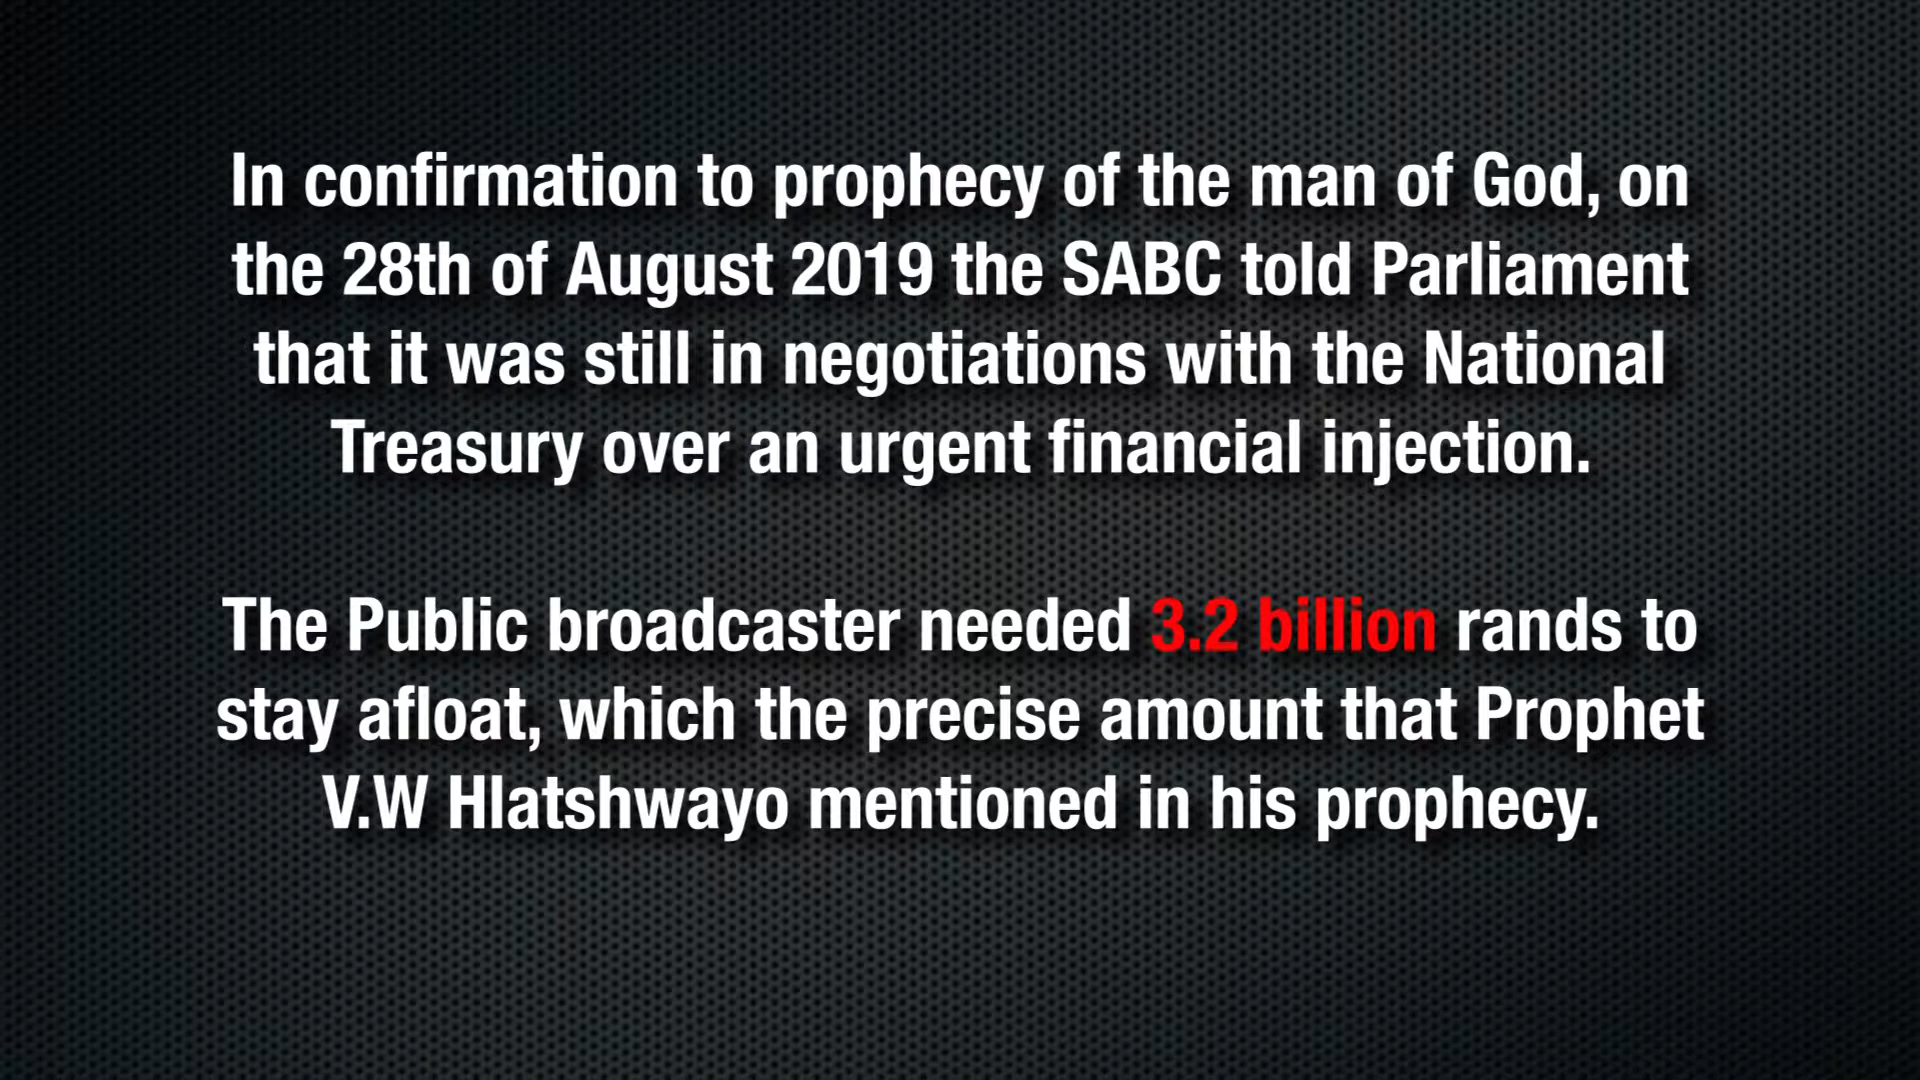 In confirmation to prophecy of the man of God, on
the 28th of August 2019 the SABC told Parliament
that it was still in negotiations with the National
Treasury over an urgent financial injection.
The Public broadcaster needed 3.2 billion rands to
stay afloat, which the precise amount that Prophet
V.W Hlatshwayo mentioned in his prophecy.